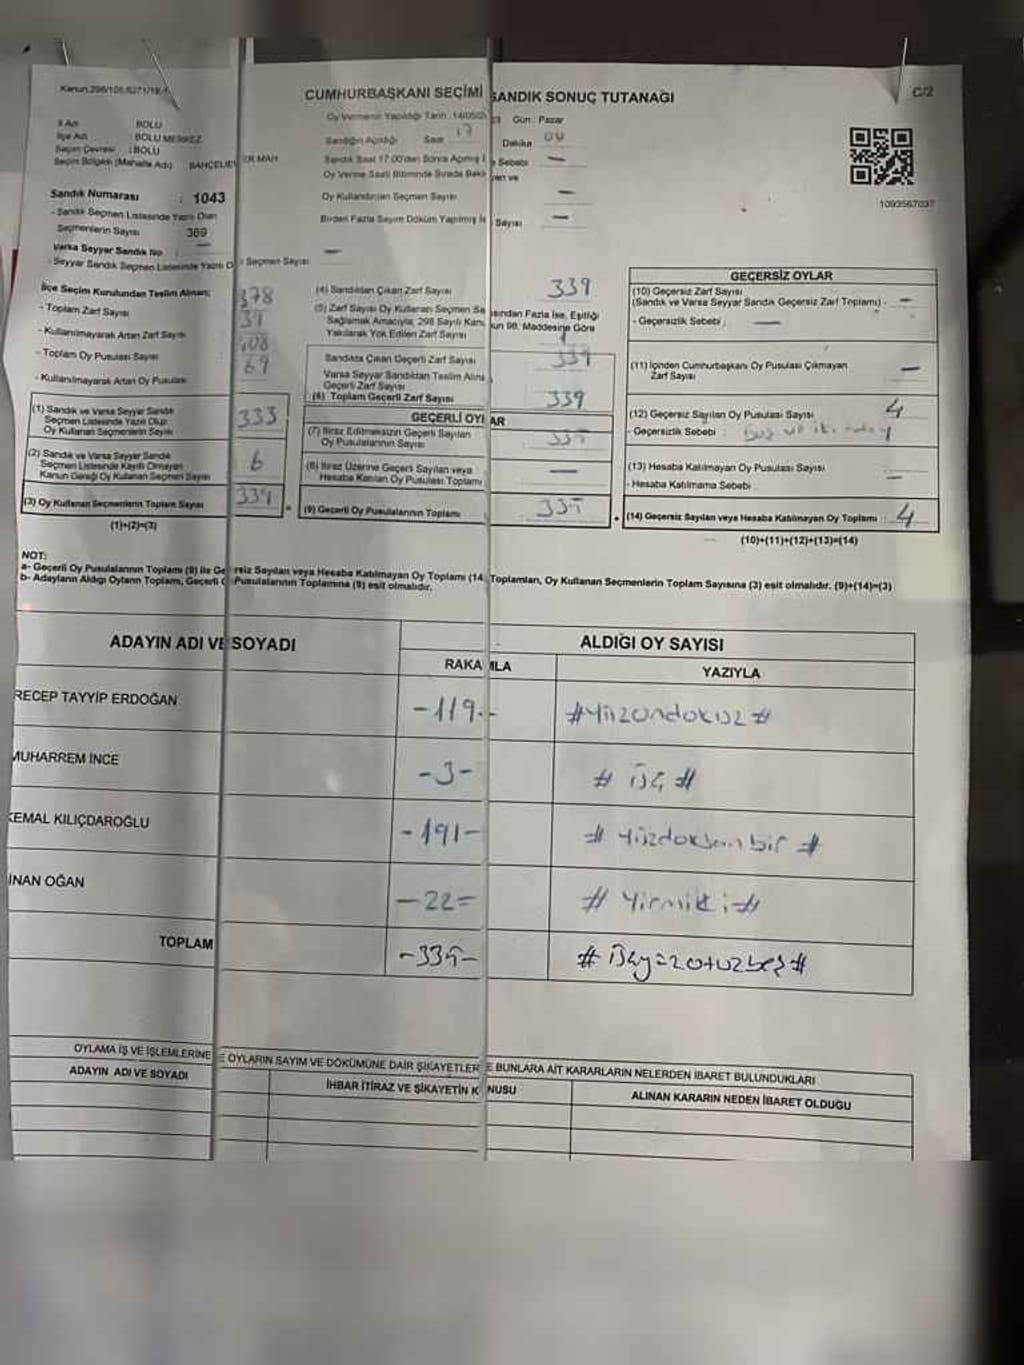 CUMHURBAŞKANI SEÇİMİ SANDIK SONUÇ TUTANAĞI
C/2
Oy Vermenin Yapıldığı Tarih : 14/05/20 23 Gün : Pazar
Sandığın Açıldığı Saat 17 Dakika 00
Sandık Saat 17.00'den Sonra Açılmış Sebebi —
Oy Verme Saati Bitiminde Sırada
Oy Kullandırılan Seçmen Sayısı —
Birden Fazla Sayım Döküm Yapılmış Sayısı —
İl Adı : BOLU
İlçe Adı : BOLU MERKEZ
Seçim Çevresi : BOLU
Seçim Bölgesi (Mahalle Adı) BAHÇELİEVLER MAH
Sandık Numarası : 1043
- Sandık Seçmen Listesinde Yazılı Olan
Seçmenlerin Sayısı : 369
Varsa Seyyar Sandık No : —
- Seyyar Sandık Seçmen Listesinde Yazılı Seçmen Sayısı —
1093567037
İlçe Seçim Kurulundan Teslim Alınan;
- Toplam Zarf Sayısı 378
- Kullanılmayarak Artan Zarf Sayısı
- Toplam Oy Pusulası Sayısı 408
- Kullanılmayarak Artan Oy Pusulası 69
(1) Sandık ve Varsa Seyyar Sandık
Seçmen Listesinde Yazılı Olup
Oy Kullanan Seçmenlerin Sayısı 333
(2) Sandık ve Varsa Seyyar Sandık
Seçmen Listesinde Kayıtlı Olmayan
Kanun Gereği Oy Kullanan Seçmen Sayısı 6
(3) Oy Kullanan Seçmenlerin Toplam Sayısı 339
(1)+(2)=(3)
(4) Sandıktan Çıkan Zarf Sayısı 339
(5) Zarf Sayısı Oy Kullanan Seçmen Sayısından Fazla İse, Eşitliği
Sağlamak Amacıyla, 298 Sayılı Kanun 98. Maddesine Göre
Yakılarak Yok Edilen Zarf Sayısı
Sandıkta Çıkan Geçerli Zarf Sayısı 339
Varsa Seyyar Sandıktan Teslim Alınan
Geçerli Zarf Sayısı
(6) Toplam Geçerli Zarf Sayısı 339
GEÇERLİ OYLAR
(7) İtiraz Edilmeksizin Geçerli Sayılan
Oy Pusulalarının Sayısı 335
(8) İtiraz Üzerine Geçerli Sayılan veya
Hesaba Katılan Oy Pusulası Toplamı —
(9) Geçerli Oy Pusulalarının Toplamı 335
GEÇERSİZ OYLAR
(10) Geçersiz Zarf Sayısı
(Sandık ve Varsa Seyyar Sandık Geçersiz Zarf Toplamı) : —
- Geçersizlik Sebebi : —
(11) İçinden Cumhurbaşkanı Oy Pusulası Çıkmayan
Zarf Sayısı —
(12) Geçersiz Sayılan Oy Pusulası Sayısı 4
- Geçersizlik Sebebi :
(13) Hesaba Katılmayan Oy Pusulası Sayısı
- Hesaba Katılmama Sebebi : —
(14) Geçersiz Sayılan veya Hesaba Katılmayan Oy Toplamı : 4
(10)+(11)+(12)+(13)=(14)
NOT:
a- Geçerli Oy Pusulalarının Toplamı (9) ile Geçersiz Sayılan veya Hesaba Katılmayan Oy Toplamı (14) Toplamları, Oy Kullanan Seçmenlerin Toplam Sayısına (3) eşit olmalıdır. (9)+(14)=(3)
b- Adayların Aldığı Oyların Toplamı, Geçerli Oy Pusulalarının Toplamına (9) eşit olmalıdır.
ADAYIN ADI VE SOYADI ALDIĞI OY SAYISI
RAKAMLA YAZIYLA
RECEP TAYYİP ERDOĞAN -119- #Yüzondokuz#
MUHARREM İNCE -3- # Üç #
KEMAL KILIÇDAROĞLU -191- # Yüzdoksanbir #
İNAN OĞAN -22- # Yirmiiki #
TOPLAM -335- # Üçyüzotuzbeş #
OYLAMA İŞ VE İŞLEMLERİNE E OYLARIN SAYIM VE DÖKÜMÜNE DAİR ŞİKAYETLER E BUNLARA AİT KARARLARIN NELERDEN İBARET BULUNDUKLARI
ADAYIN ADI VE SOYADI İHBAR İTİRAZ VE ŞİKAYETİN KONUSU ALINAN KARARIN NEDEN İBARET OLDUĞU